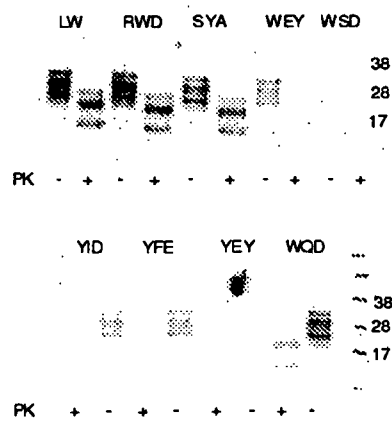 LW RWD SYA WEY WSD
38
28
17
PK - + - + - + - + - +
YID YFE YEY WQD
38
28
17
PK + - + - + - + -